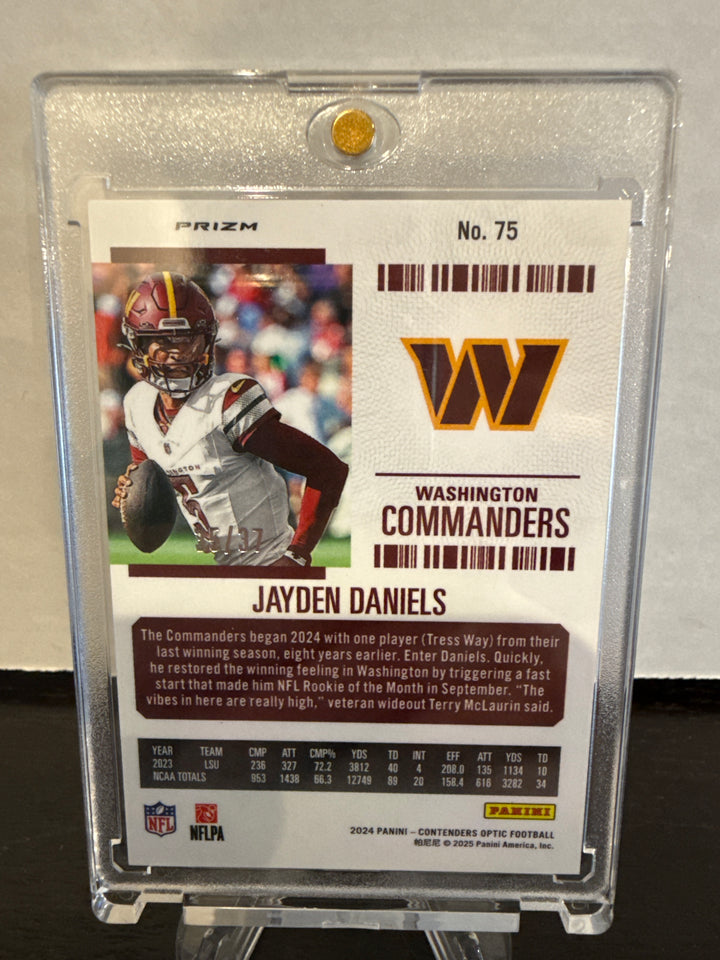 PRIZM
No. 75
WASHINGTON
COMMANDERS
JAYDEN DANIELS
The Commanders began 2024 with one player (Tress Way) from their
last winning season, eight years earlier. Enter Daniels. Quickly,
he restored the winning feeling in Washington by triggering a fast
start that made him NFL Rookie of the Month in September. "The
vibes in here are really high," veteran wideout Terry McLaurin said.
YEAR TEAM CMP ATT CMP% YDS TD INT EFF ATT YDS TD
2023 LSU 236 327 72.2 3812 40 4 208.0 135 1134 10
NCAA TOTALS 953 1438 66.3 12749 89 20 158.4 616 3282 34
NFL
NFLPA
PANINI
2024 PANINI – CONTENDERS OPTIC FOOTBALL
帕尼尼 © 2025 Panini America, Inc.